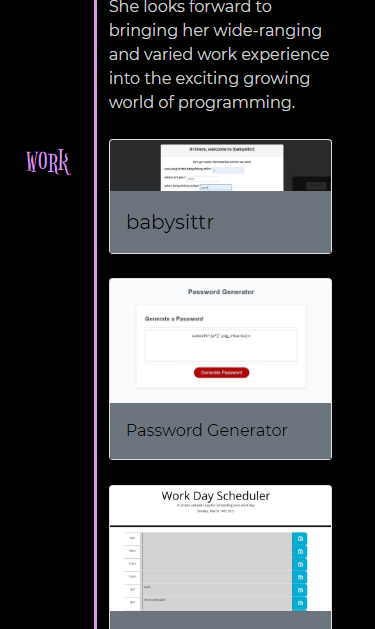 She looks forward to
bringing her wide-ranging
and varied work experience
into the exciting growing
world of programming.
WORK
Hi there, welcome to {babysittr}
babysittr
Password Generator
Generate a Password
Generate Password
Password Generator
Work Day Scheduler
A simple calendar app for scheduling your work day